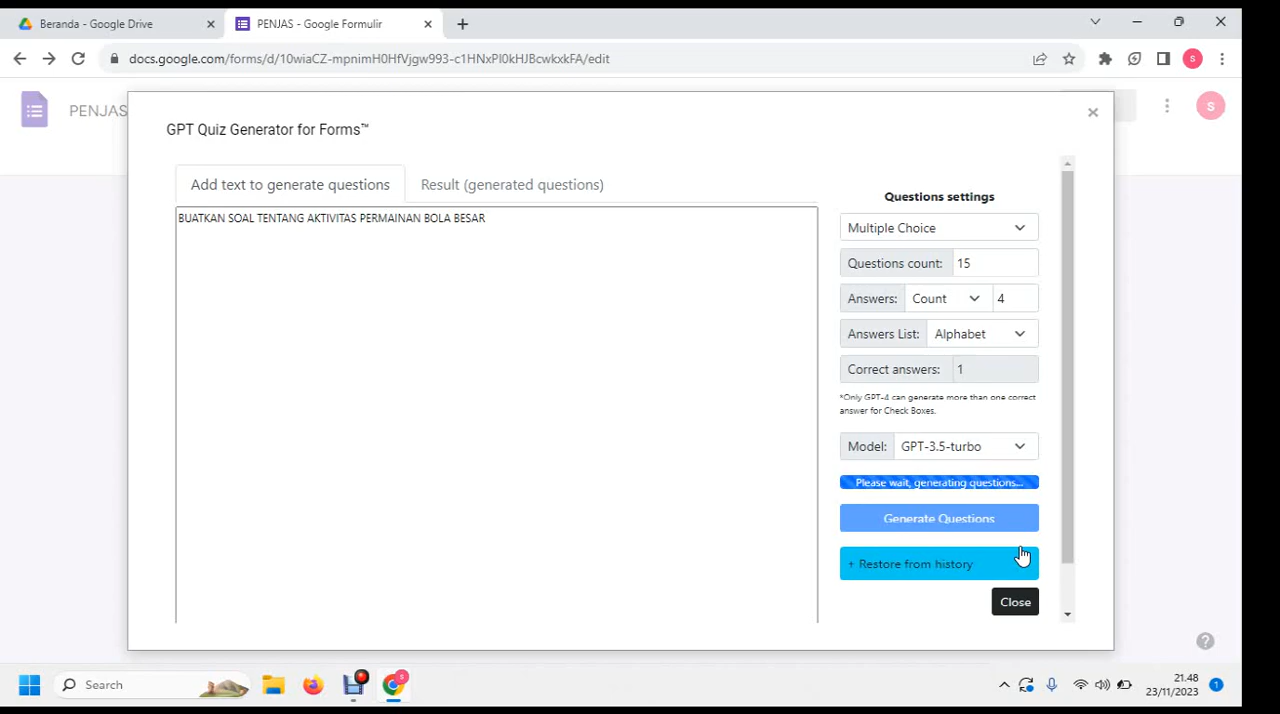 Beranda - Google Drive
PENJAS - Google Formulir
docs.google.com/forms/d/10wiaCZ-mpnimH0HfVjgw993-c1HNxPl0kHJBcwkxkFA/edit
S
PENJAS
S
GPT Quiz Generator for Forms™
Add text to generate questions
Result (generated questions)
BUATKAN SOAL TENTANG AKTIVITAS PERMAINAN BOLA BESAR
Questions settings
Multiple Choice
Questions count: 15
Answers: Count 4
Answers List: Alphabet
Correct answers: 1
*Only GPT-4 can generate more than one correct
answer for Check Boxes.
Model: GPT-3.5-turbo
Please wait, generating questions...
Generate Questions
+ Restore from history
Close
Search
S
21.48
23/11/2023
1